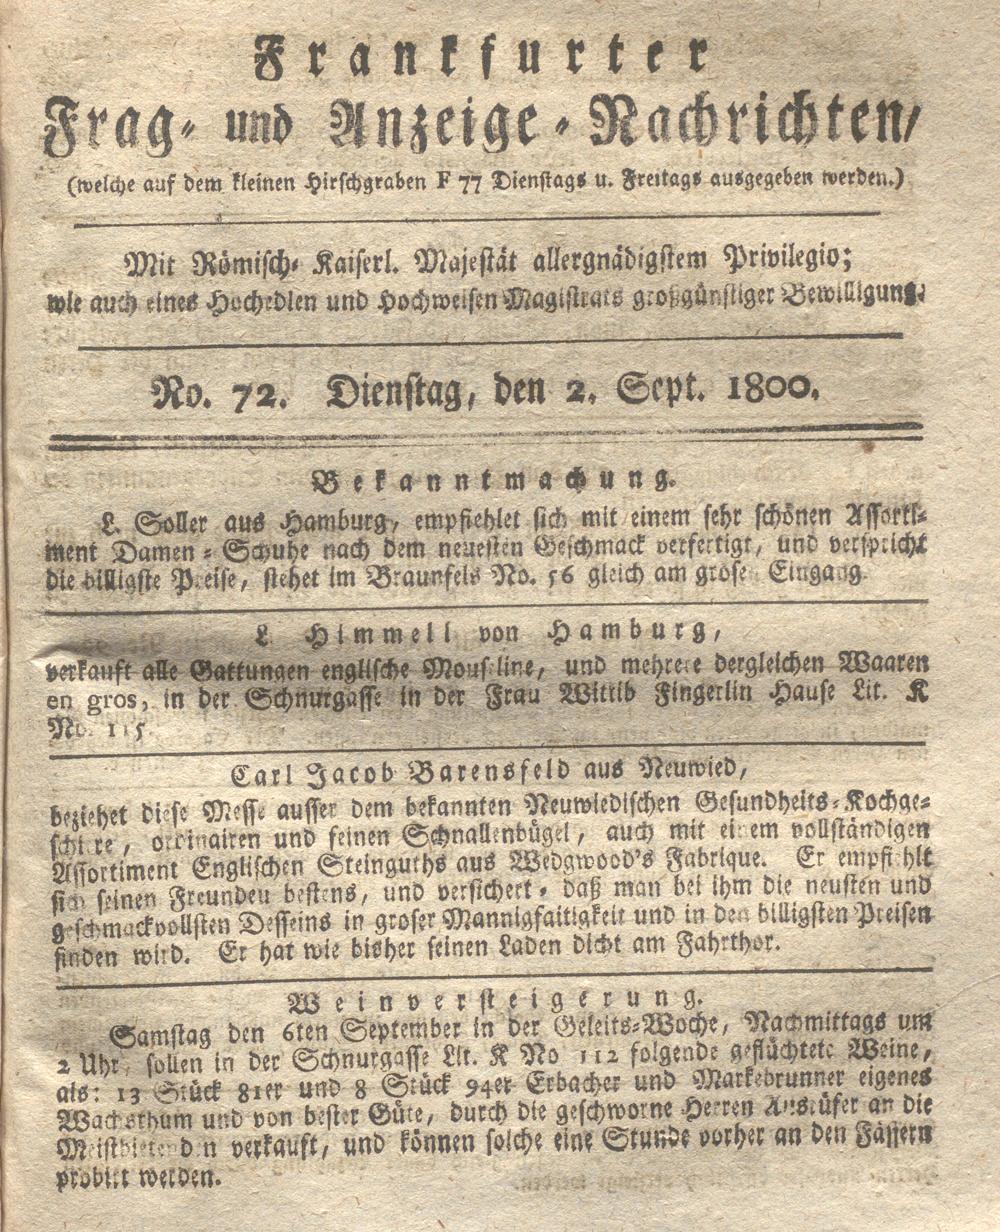 Frankfurter
Frag- und Anzeige-Nachrichten/
(welche auf dem kleinen Hirschgraben F 77 Dienstags u. Freitags ausgegeben werden.)
Mit Römisch- Kaiserl. Majestät allergnädigstem Privilegio;
wie auch eines Hochedlen und Hochweisen Magistrats großgünstiger Bewilligung.
No. 72. Dienstag, den 2. Sept. 1800.
Bekanntmachung.
L. Soller aus Hamburg, empfiehlet sich mit einem sehr schönen Assorti-
ment Damen-Schuhe nach dem neuesten Geschmack verfertigt, und verspricht
die billigste Preise, stehet im Braunfels No. 56 gleich am grosen Eingang.
L Himmell von Hamburg,
verkauft alle Gattungen englische Mousseline, und mehrere dergleichen Waaren
en gros, in der Schnurgasse in der Frau Wittib Fingerlin Hause Lit. K
No. 115.
Carl Jacob Barensfeld aus Neuwied,
beziehet diese Messe ausser dem bekannten Neuwiedischen Gesundheits-Kochge-
schirre, ordinairen und feinen Schnallenbügel, auch mit einem vollständigen
Assortiment Englischen Steinguths aus Wedgwood's Fabrique. Er empfiehlt
sich seinen Freunden bestens, und versichert, daß man bei ihm die neusten und
geschmackvollsten Desseins in groser Mannigfaltigkeit und in den billigsten Preisen
finden wird. Er hat wie bisher seinen Laden dicht am Fahrthor.
Weinversteigerung.
Samstag den 6ten September in der Geleits-Woche, Nachmittags um
2 Uhr, sollen in der Schnurgasse Lit. K No 112 folgende geflüchtete Weine,
als: 13 Stück 81er und 8 Stück 94er Erbacher und Markebrunner eigenes
Wachsthum und von bester Güte, durch die geschworne Herren Ausrüfer an die
Meistbietenden verkauft, und können solche eine Stunde vorher an den Fässern
probirt werden.